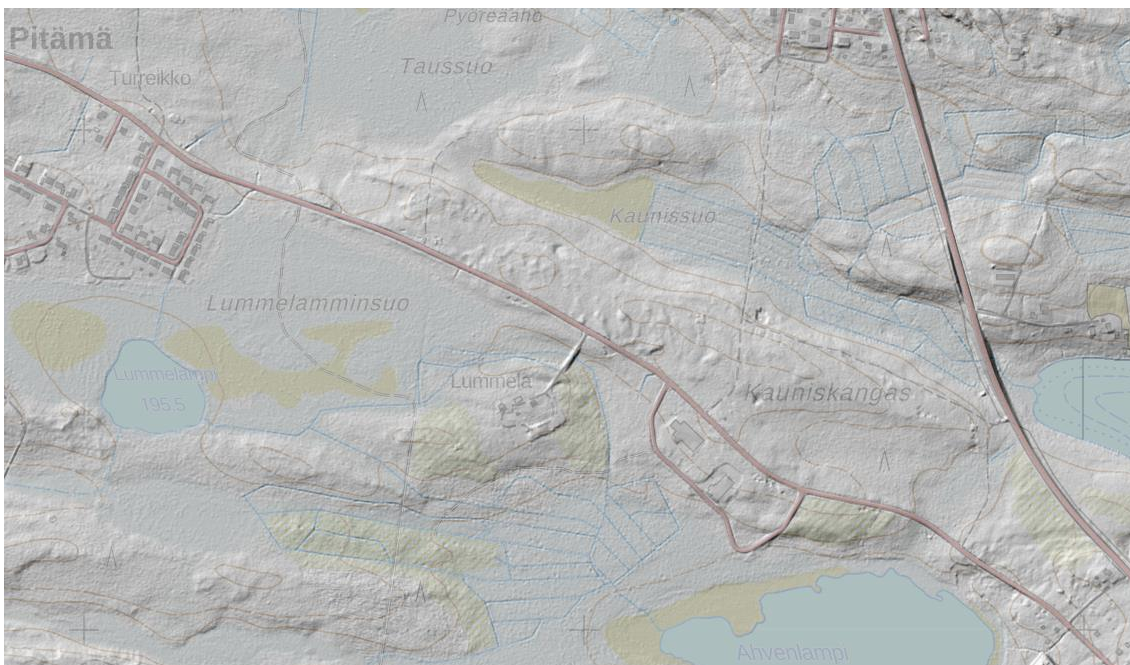 Pyöreäaho
Pitämä
Taussuo
Turreikko
Kaunissuo
Lummelamminsuo
Lummelampi
195.5
Lummela
Kauniskangas
Ahvenlampi